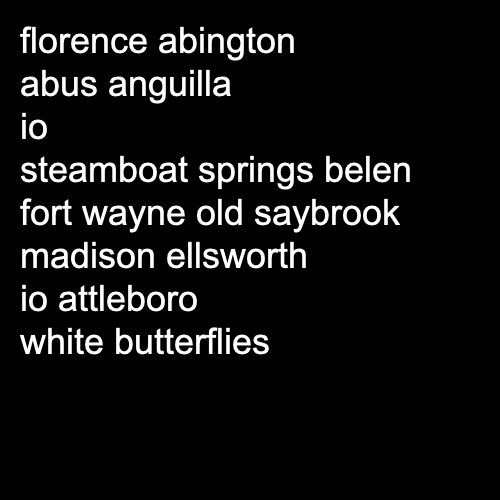 florence abington
abus anguilla
io
steamboat springs belen
fort wayne old saybrook
madison ellsworth
io attleboro
white butterflies